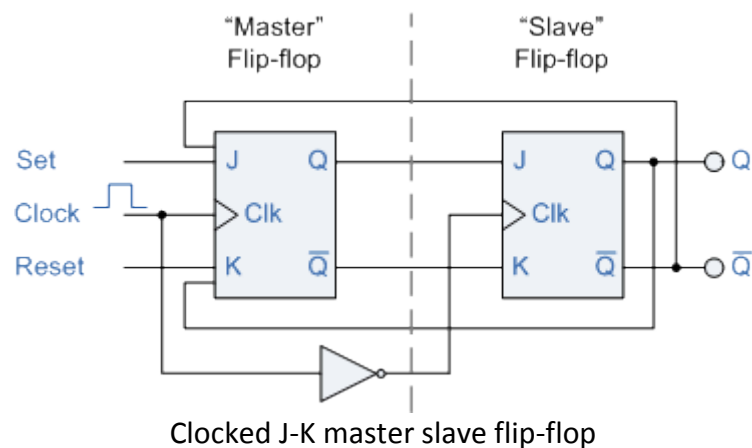 “Master”
Flip-flop
“Slave”
Flip-flop
Set
J
Q
J
Q
Q
Clock
Clk
Clk
Reset
K
Q̅
K
Q̅
Q̅
Clocked J-K master slave flip-flop